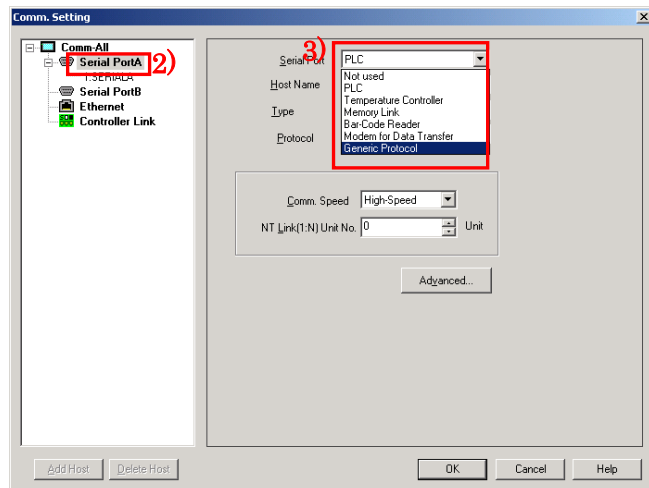 Comm. Setting
Comm-All
Serial PortA
2)
1:SERIALA
Serial PortB
Ethernet
Controller Link
3)
Serial Port PLC
Host Name
Type
Protocol
Not used
PLC
Temperature Controller
Memory Link
Bar-Code Reader
Modem for Data Transfer
Generic Protocol
Comm. Speed High-Speed
NT Link(1:N) Unit No. 0 Unit
Advanced...
Add Host Delete Host OK Cancel Help